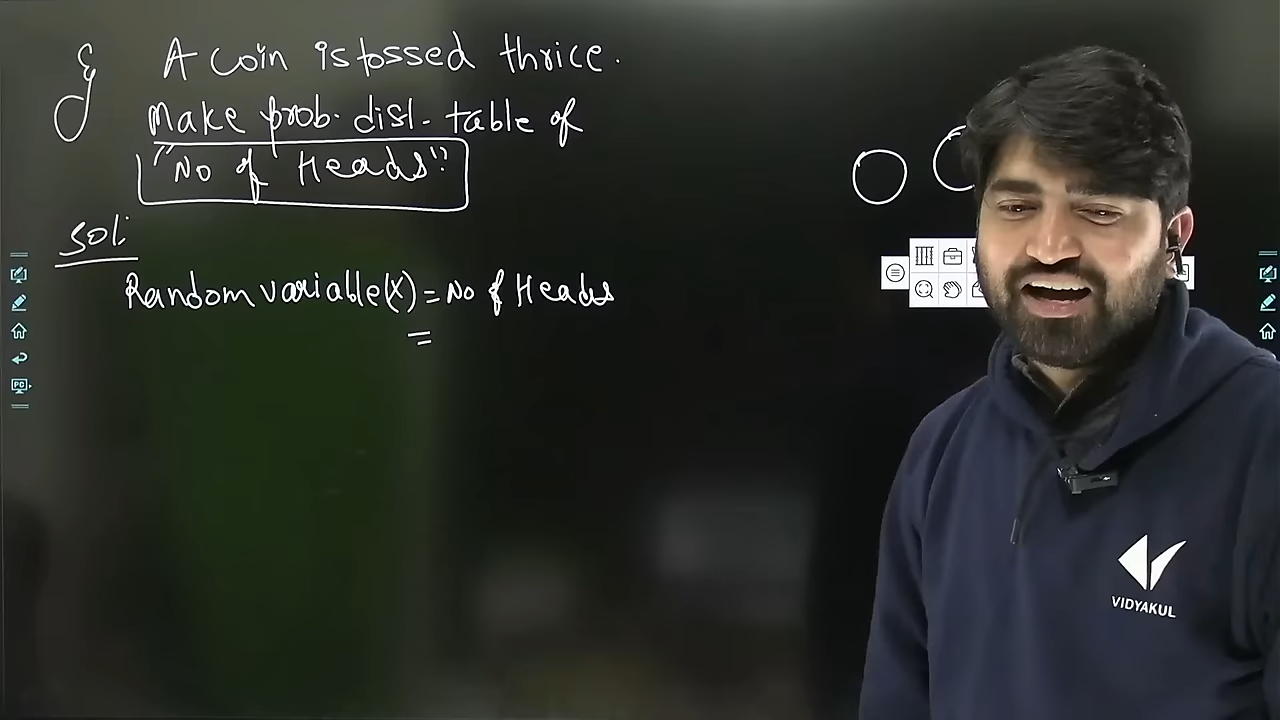 A coin is tossed thrice.
Make prob. dist. table of
"No of Heads"?
Sol:
Random variable(X) = No of Heads
=
PC
VIDYAKUL